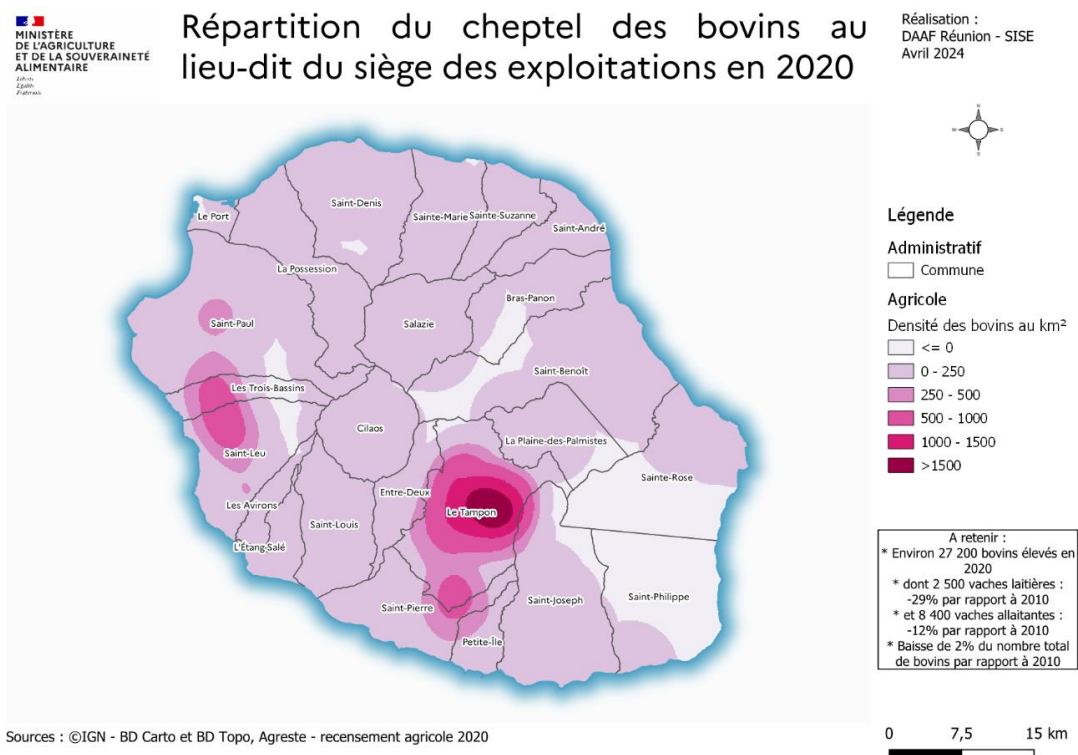 MINISTÈRE
DE L'AGRICULTURE
ET DE LA SOUVERAINETÉ
ALIMENTAIRE
Liberté
Égalité
Fraternité
Répartition du cheptel des bovins au
lieu-dit du siège des exploitations en 2020
Réalisation :
DAAF Réunion - SISE
Avril 2024
N
W
E
S
Le Port
Saint-Denis
Sainte-Marie
Sainte-Suzanne
Saint-André
La Possession
Bras-Panon
Saint-Paul
Salazie
Saint-Benoît
Les Trois-Bassins
Cilaos
La Plaine-des-Palmistes
Saint-Leu
Sainte-Rose
Entre-Deux
Les Avirons
Le Tampon
Saint-Louis
L'Étang-Salé
Saint-Pierre
Saint-Joseph
Saint-Philippe
Petite-Île
Légende
Administratif
Commune
Agricole
Densité des bovins au km²
<= 0
0 - 250
250 - 500
500 - 1000
1000 - 1500
>1500
A retenir :
* Environ 27 200 bovins élevés en
2020
* dont 2 500 vaches laitières :
-29% par rapport à 2010
* et 8 400 vaches allaitantes :
-12% par rapport à 2010
* Baisse de 2% du nombre total
de bovins par rapport à 2010
Sources : ©IGN - BD Carto et BD Topo, Agreste - recensement agricole 2020
0 7,5 15 km